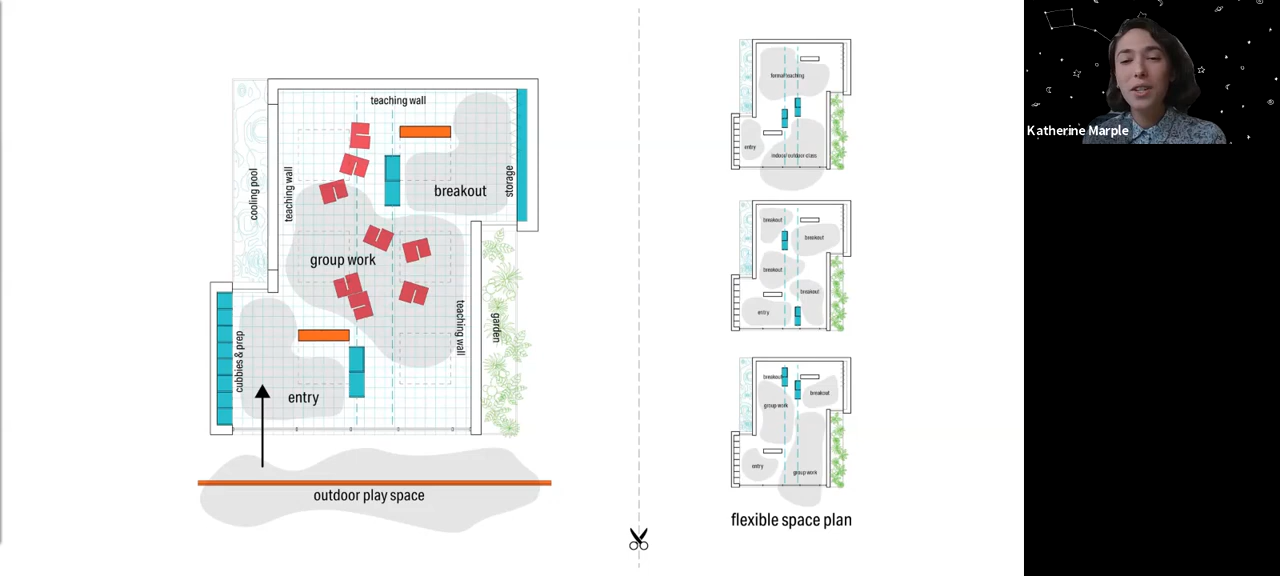 teaching wall
cooling pool
teaching wall
storage
breakout
group work
teaching wall
garden
cubbies & prep
entry
outdoor play space
formal teaching
entry
indoor/outdoor class
breakout
breakout
breakout
breakout
entry
breakout
group work
breakout
entry
group work
flexible space plan
Katherine Marple